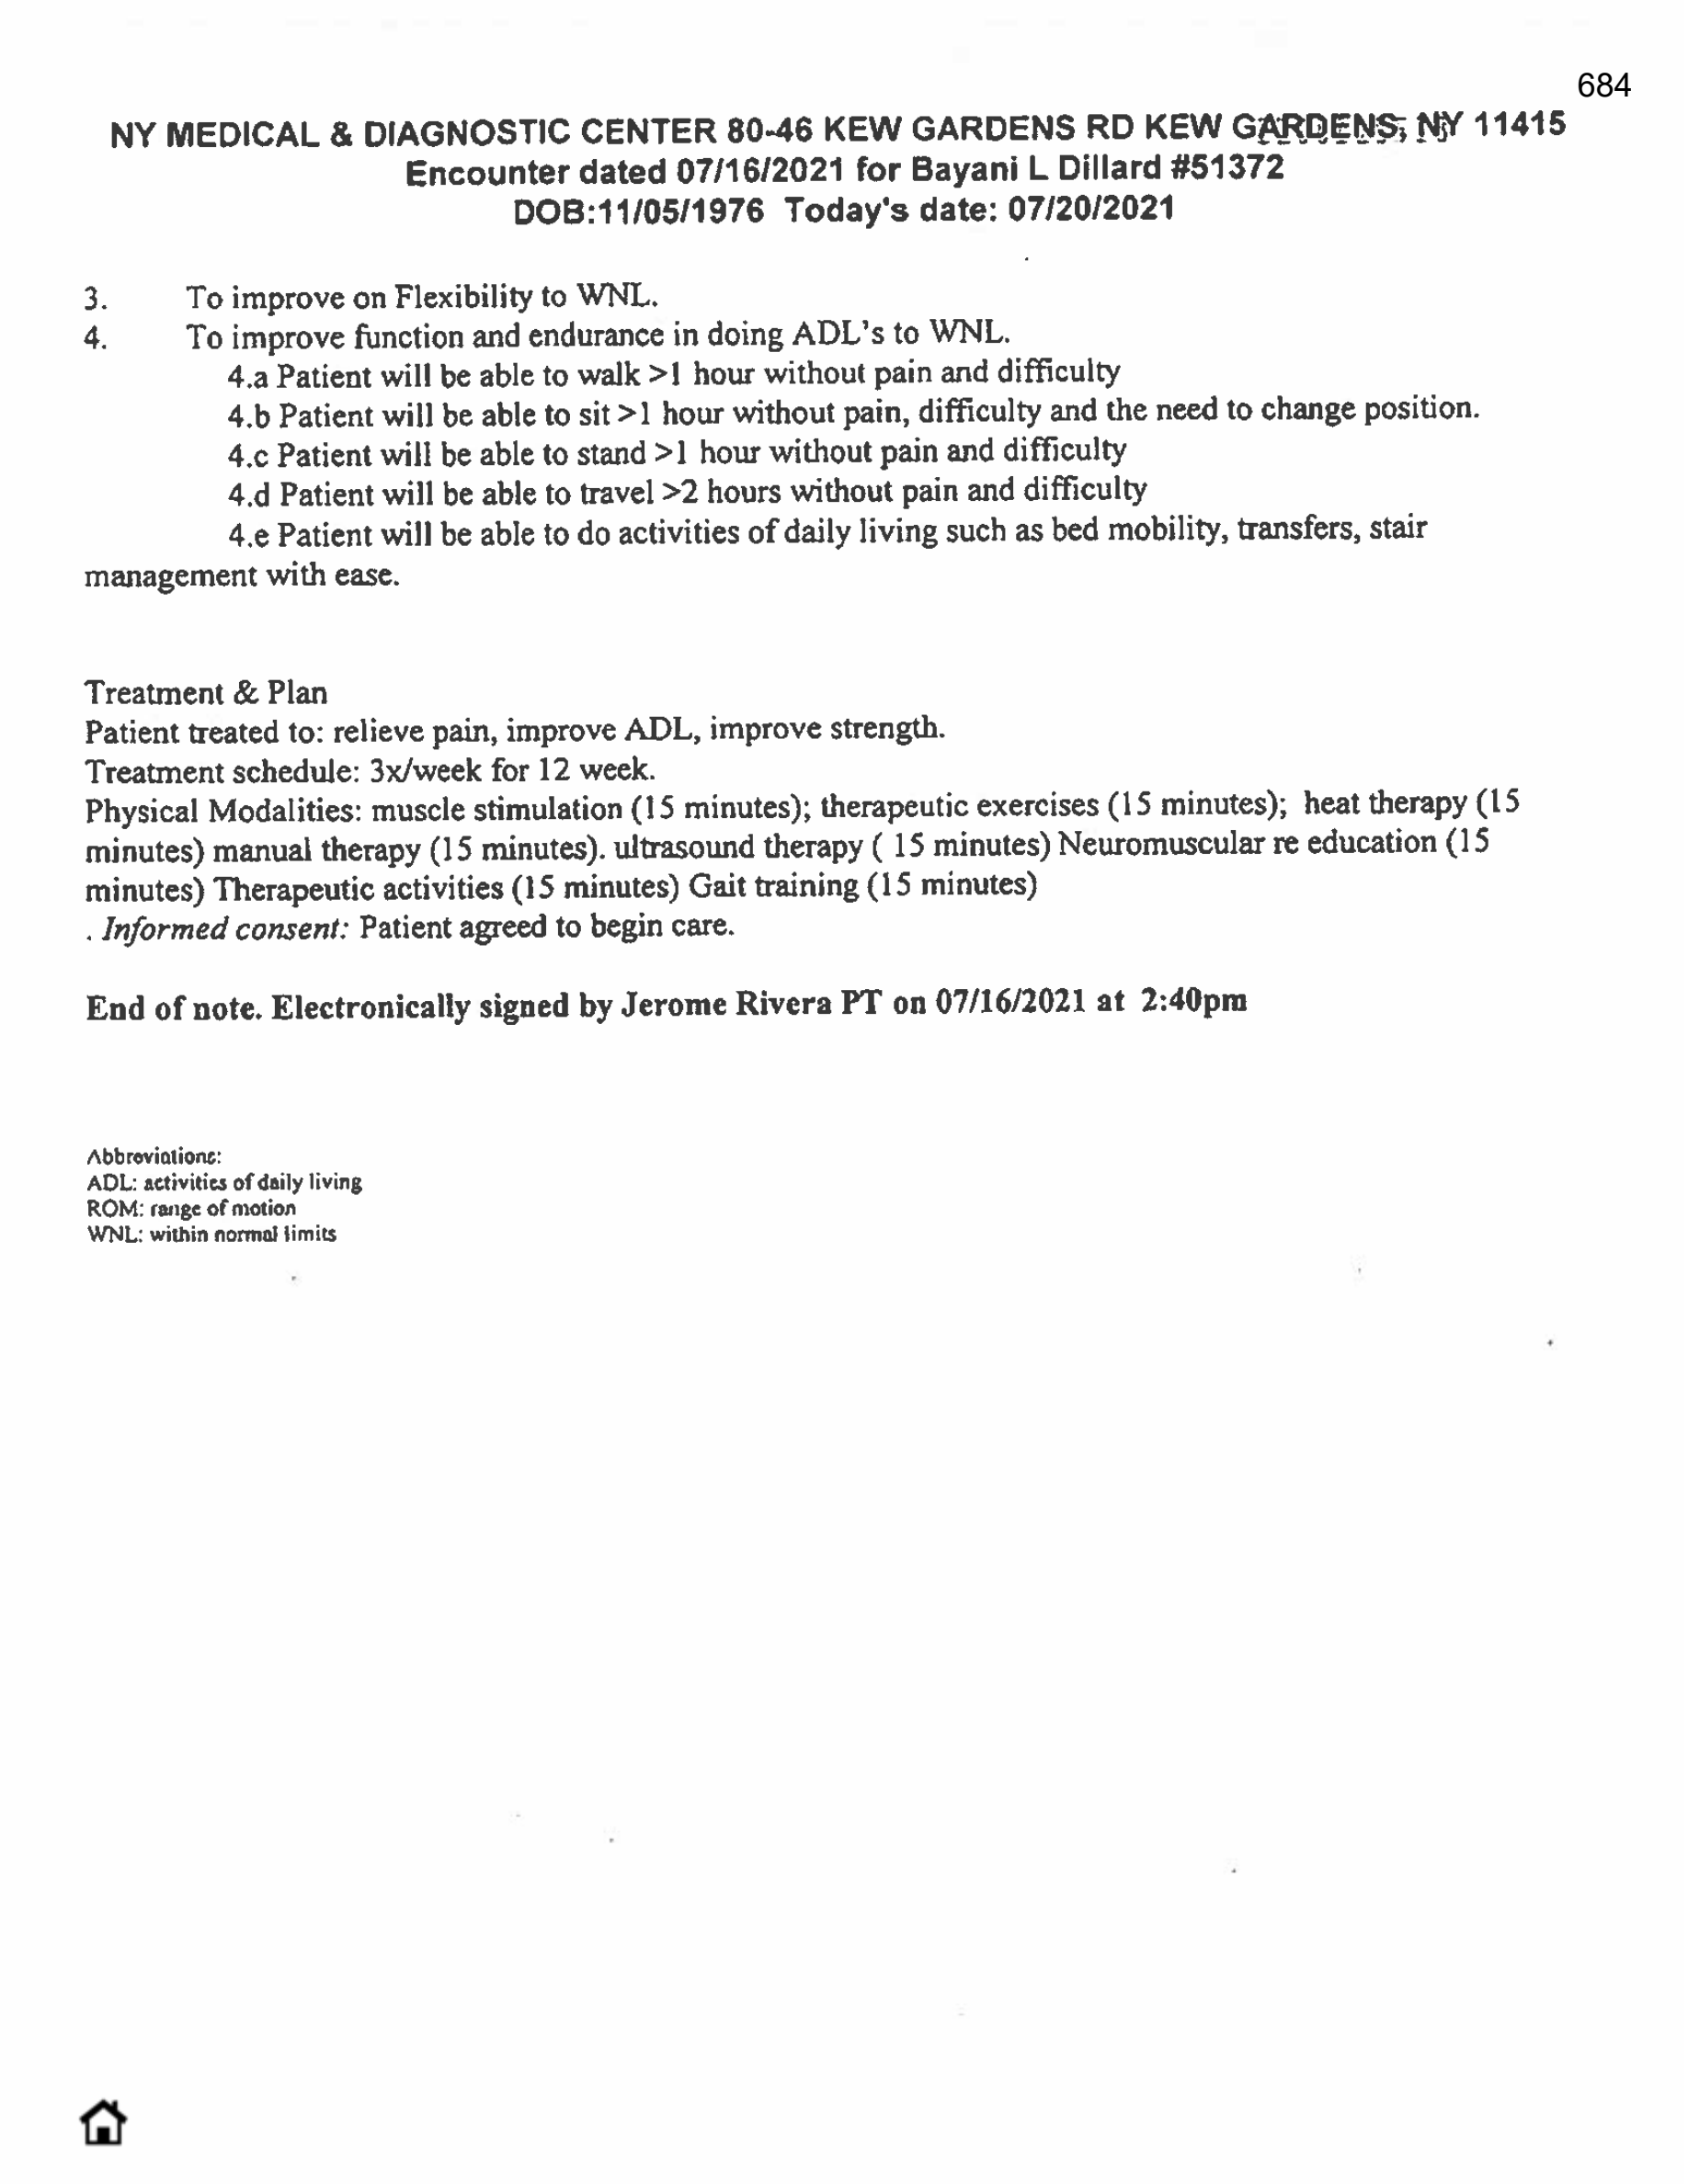 684
NY MEDICAL & DIAGNOSTIC CENTER 80-46 KEW GARDENS RD KEW GARDENS, NY 11415
Encounter dated 07/16/2021 for Bayani L Dillard #51372
DOB:11/05/1976 Today's date: 07/20/2021
3. To improve on Flexibility to WNL.
4. To improve function and endurance in doing ADL's to WNL.
4.a Patient will be able to walk >1 hour without pain and difficulty
4.b Patient will be able to sit >1 hour without pain, difficulty and the need to change position.
4.c Patient will be able to stand >1 hour without pain and difficulty
4.d Patient will be able to travel >2 hours without pain and difficulty
4.e Patient will be able to do activities of daily living such as bed mobility, transfers, stair
management with ease.
Treatment & Plan
Patient treated to: relieve pain, improve ADL, improve strength.
Treatment schedule: 3x/week for 12 week.
Physical Modalities: muscle stimulation (15 minutes); therapeutic exercises (15 minutes); heat therapy (15
minutes) manual therapy (15 minutes). ultrasound therapy ( 15 minutes) Neuromuscular re education (15
minutes) Therapeutic activities (15 minutes) Gait training (15 minutes)
. Informed consent: Patient agreed to begin care.
End of note. Electronically signed by Jerome Rivera PT on 07/16/2021 at 2:40pm
Abbreviations:
ADL: activities of daily living
ROM: range of motion
WNL: within normal limits